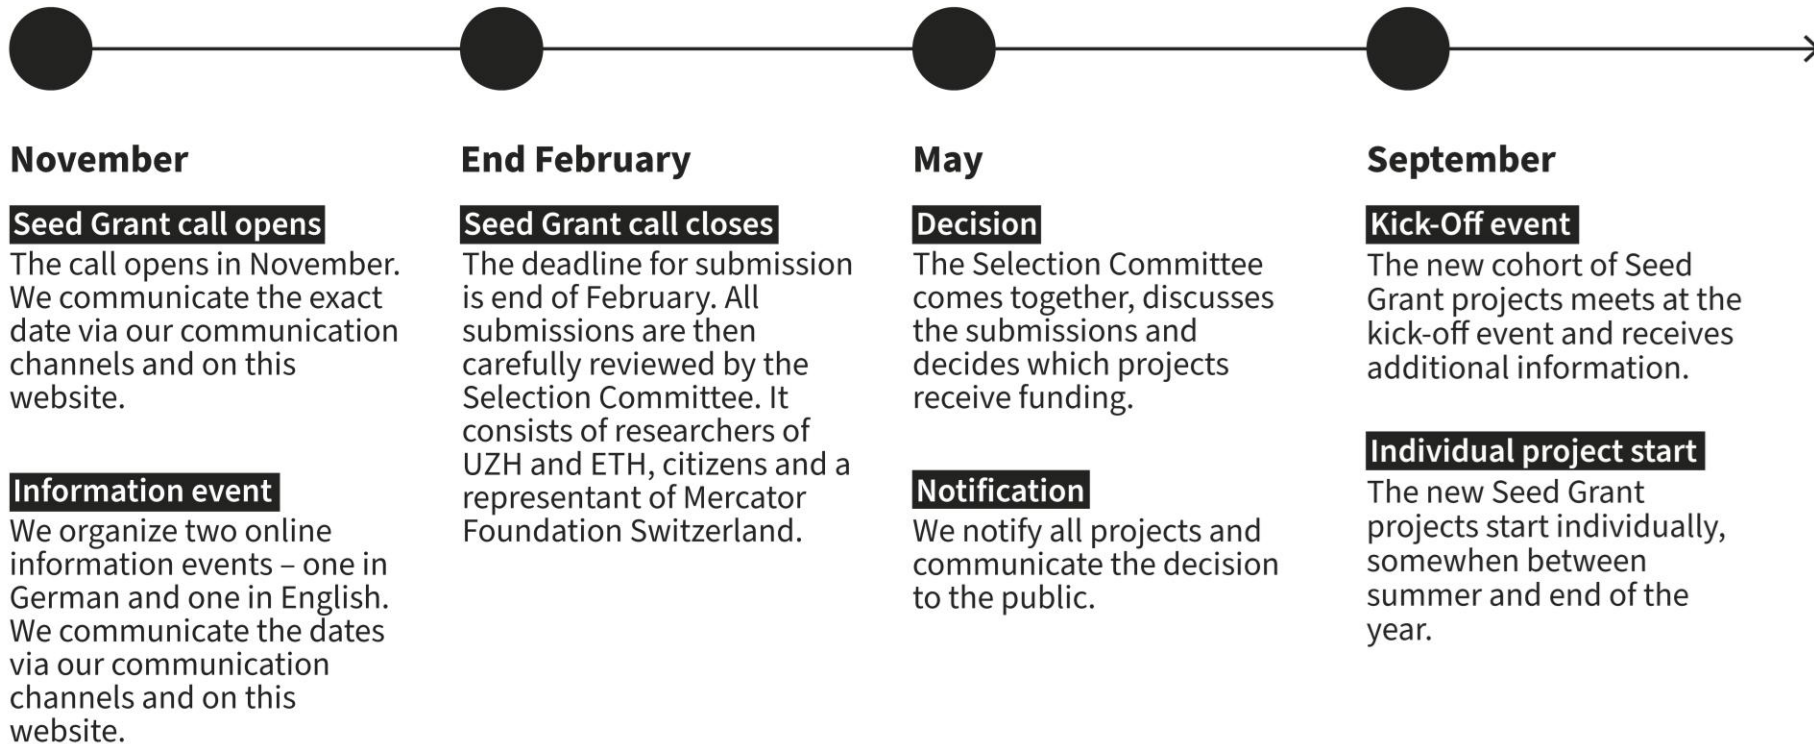 November
Seed Grant call opens
The call opens in November.
We communicate the exact
date via our communication
channels and on this
website.
Information event
We organize two online
information events – one in
German and one in English.
We communicate the dates
via our communication
channels and on this
website.
End February
Seed Grant call closes
The deadline for submission
is end of February. All
submissions are then
carefully reviewed by the
Selection Committee. It
consists of researchers of
UZH and ETH, citizens and a
representant of Mercator
Foundation Switzerland.
May
Decision
The Selection Committee
comes together, discusses
the submissions and
decides which projects
receive funding.
Notification
We notify all projects and
communicate the decision
to the public.
September
Kick-Off event
The new cohort of Seed
Grant projects meets at the
kick-off event and receives
additional information.
Individual project start
The new Seed Grant
projects start individually,
somewhen between
summer and end of the
year.